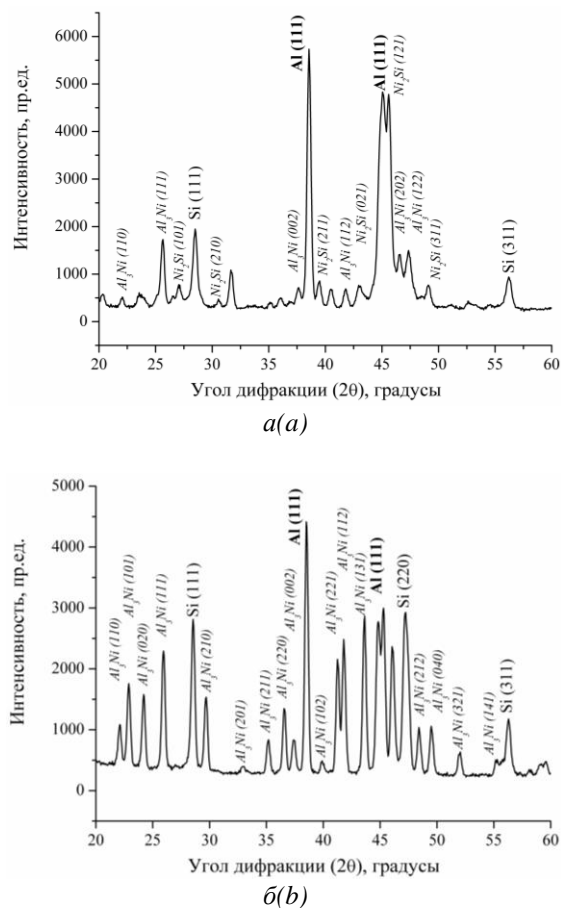 Интенсивность, пр.ед.
6000
5000
4000
3000
2000
1000
0
Al₃Ni (110)
Al₃Ni (111)
Ni₂Si (101)
Si (111)
Ni₂Si (210)
Al₃Ni (002)
Al (111)
Ni₂Si (211)
Al₃Ni (112)
Ni₂Si (021)
Al (111)
Ni₂Si (121)
Al₃Ni (202)
Al₃Ni (122)
Ni₂Si (311)
Si (311)
20 25 30 35 40 45 50 55 60
Угол дифракции (2θ), градусы
а(a)
Интенсивность, пр.ед.
5000
4000
3000
2000
1000
0
Al₃Ni (110)
Al₃Ni (101)
Al₃Ni (020)
Al₃Ni (111)
Si (111)
Al₃Ni (210)
Al₃Ni (201)
Al₃Ni (211)
Al₃Ni (220)
Al₃Ni (002)
Al (111)
Al₃Ni (102)
Al₃Ni (221)
Al₃Ni (112)
Al₃Ni (131)
Al (111)
Si (220)
Al₃Ni (212)
Al₃Ni (040)
Al₃Ni (321)
Al₃Ni (141)
Si (311)
20 25 30 35 40 45 50 55 60
Угол дифракции (2θ), градусы
б(b)